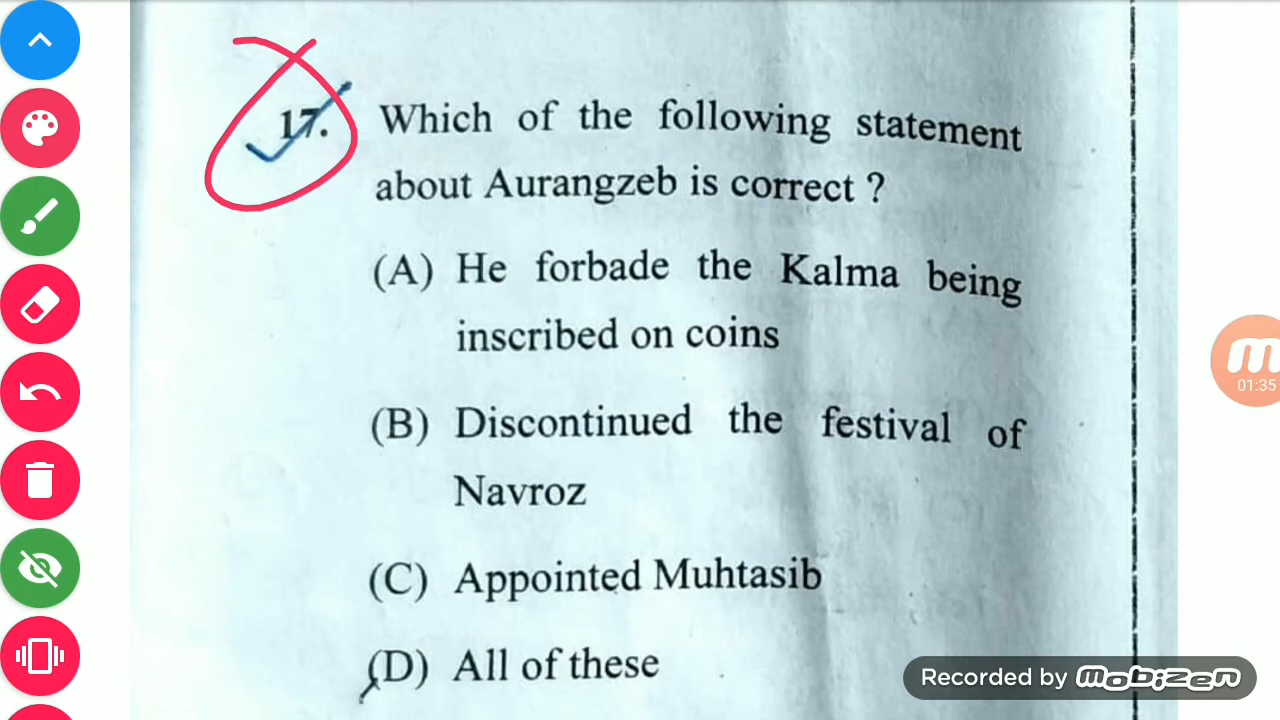 17. Which of the following statement
about Aurangzeb is correct ?
(A) He forbade the Kalma being
inscribed on coins
(B) Discontinued the festival of
Navroz
(C) Appointed Muhtasib
(D) All of these
01:35
Recorded by mobizen